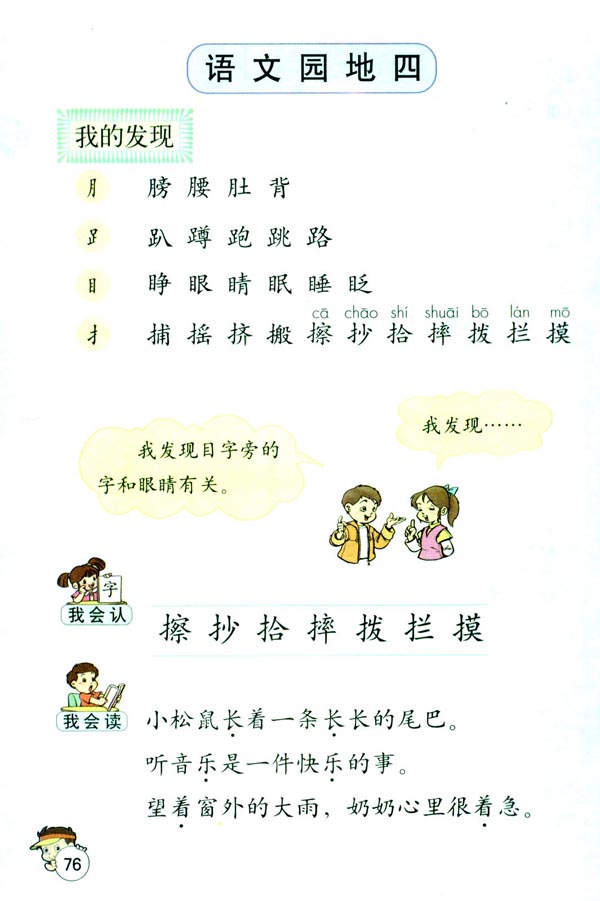 语文园地四
我的发现
⺼ 膀 腰 肚 背
⻊ 趴 蹲 跑 跳 路
目 睁 眼 睛 眠 睡 眨
cā chāo shí shuāi bō lán mō
扌 捕 摇 挤 搬 擦 抄 拾 摔 拨 拦 摸
我发现目字旁的
字和眼睛有关。
我发现……
字
我会认
擦 抄 拾 摔 拨 拦 摸
我会读
小松鼠长着一条长长的尾巴。
听音乐是一件快乐的事。
望着窗外的大雨，奶奶心里很着急。
76